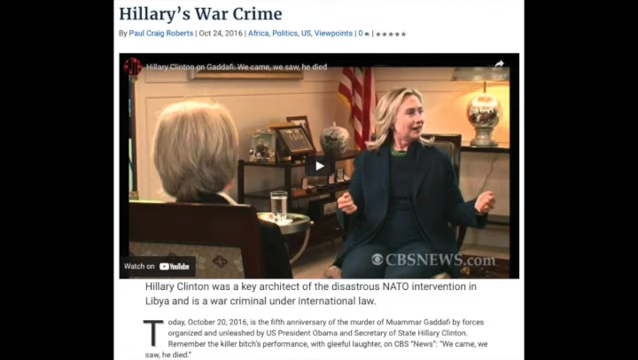 Hillary's War Crime
By Paul Craig Roberts | Oct 24, 2016 | Africa, Politics, US, Viewpoints | 0
Hillary Clinton on Gaddafi: We came, we saw, he died
CBSNEWS.com
Watch on YouTube
Hillary Clinton was a key architect of the disastrous NATO intervention in
Libya and is a war criminal under international law.
Today, October 20, 2016, is the fifth anniversary of the murder of Muammar Gaddafi by forces
organized and unleashed by US President Obama and Secretary of State Hillary Clinton.
Remember the killer bitch's performance, with gleeful laughter, on CBS "News": "We came, we
saw, he died."